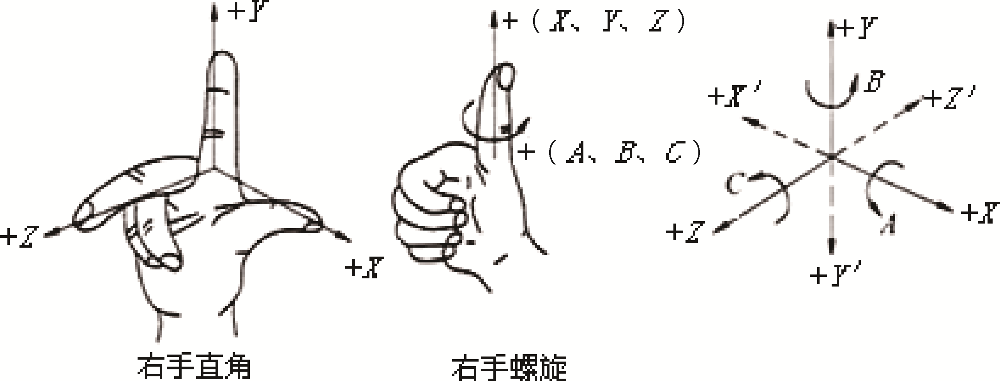 +Y
+Z
+X
右手直角
+（X、Y、Z）
+（A、B、C）
右手螺旋
+Y
B
+X′
+Z′
C
+Z
A
+X
+Y′